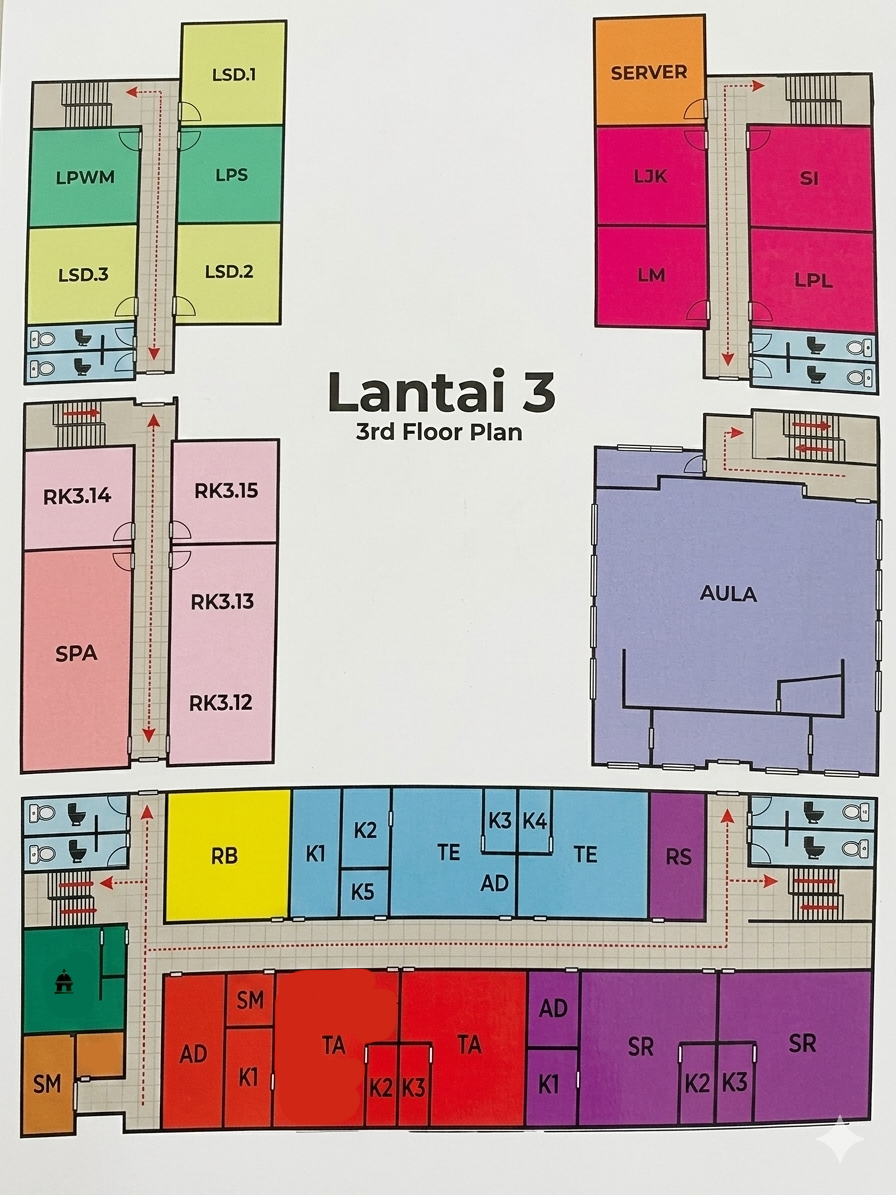 LSD.1
LPWM
LPS
LSD.3
LSD.2
SERVER
LJK
SI
LM
LPL
Lantai 3
3rd Floor Plan
RK3.14
RK3.15
RK3.13
SPA
RK3.12
AULA
RB
K1
K2
K5
TE
K3
K4
AD
TE
RS
SM
AD
SM
K1
TA
K2
K3
TA
AD
K1
SR
K2
K3
SR